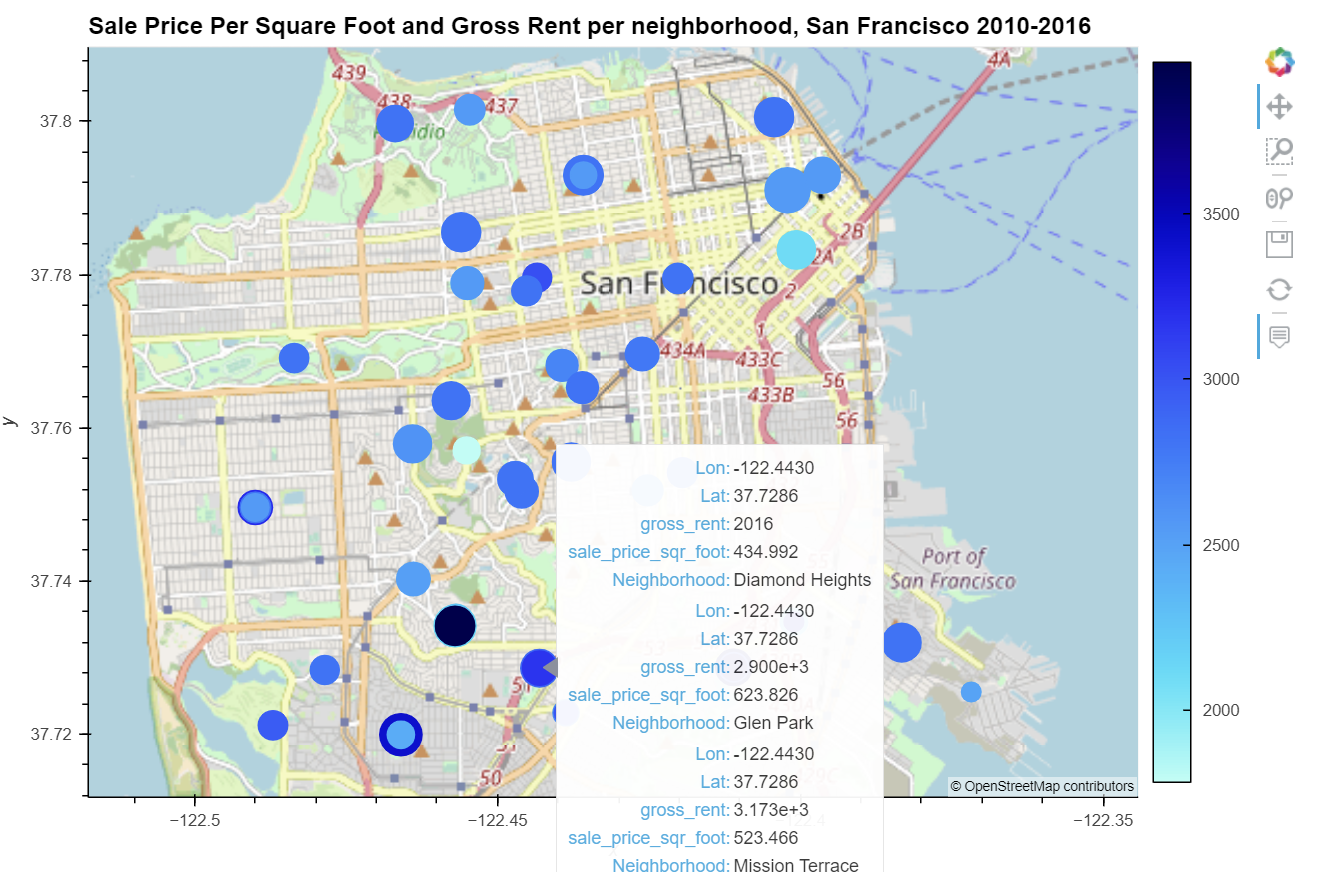 Sale Price Per Square Foot and Gross Rent per neighborhood, San Francisco 2010-2016
439
4A
438
437
37.8
2B
3500
2A
37.78
San Francisco
2
1
434A
433C
3000
56
433B
37.76
56
y
Lon: -122.4430
Lat: 37.7286
gross_rent: 2016
2500
sale_price_sqr_foot: 434.992
Port of
San Francisco
37.74
Neighborhood: Diamond Heights
Lon: -122.4430
Lat: 37.7286
gross_rent: 2.900e+3
sale_price_sqr_foot: 623.826
2000
37.72
Neighborhood: Glen Park
Lon: -122.4430
50
Lat: 37.7286
© OpenStreetMap contributors
gross_rent: 3.173e+3
−122.5
−122.45
−122.35
sale_price_sqr_foot: 523.466
Neighborhood: Mission Terrace